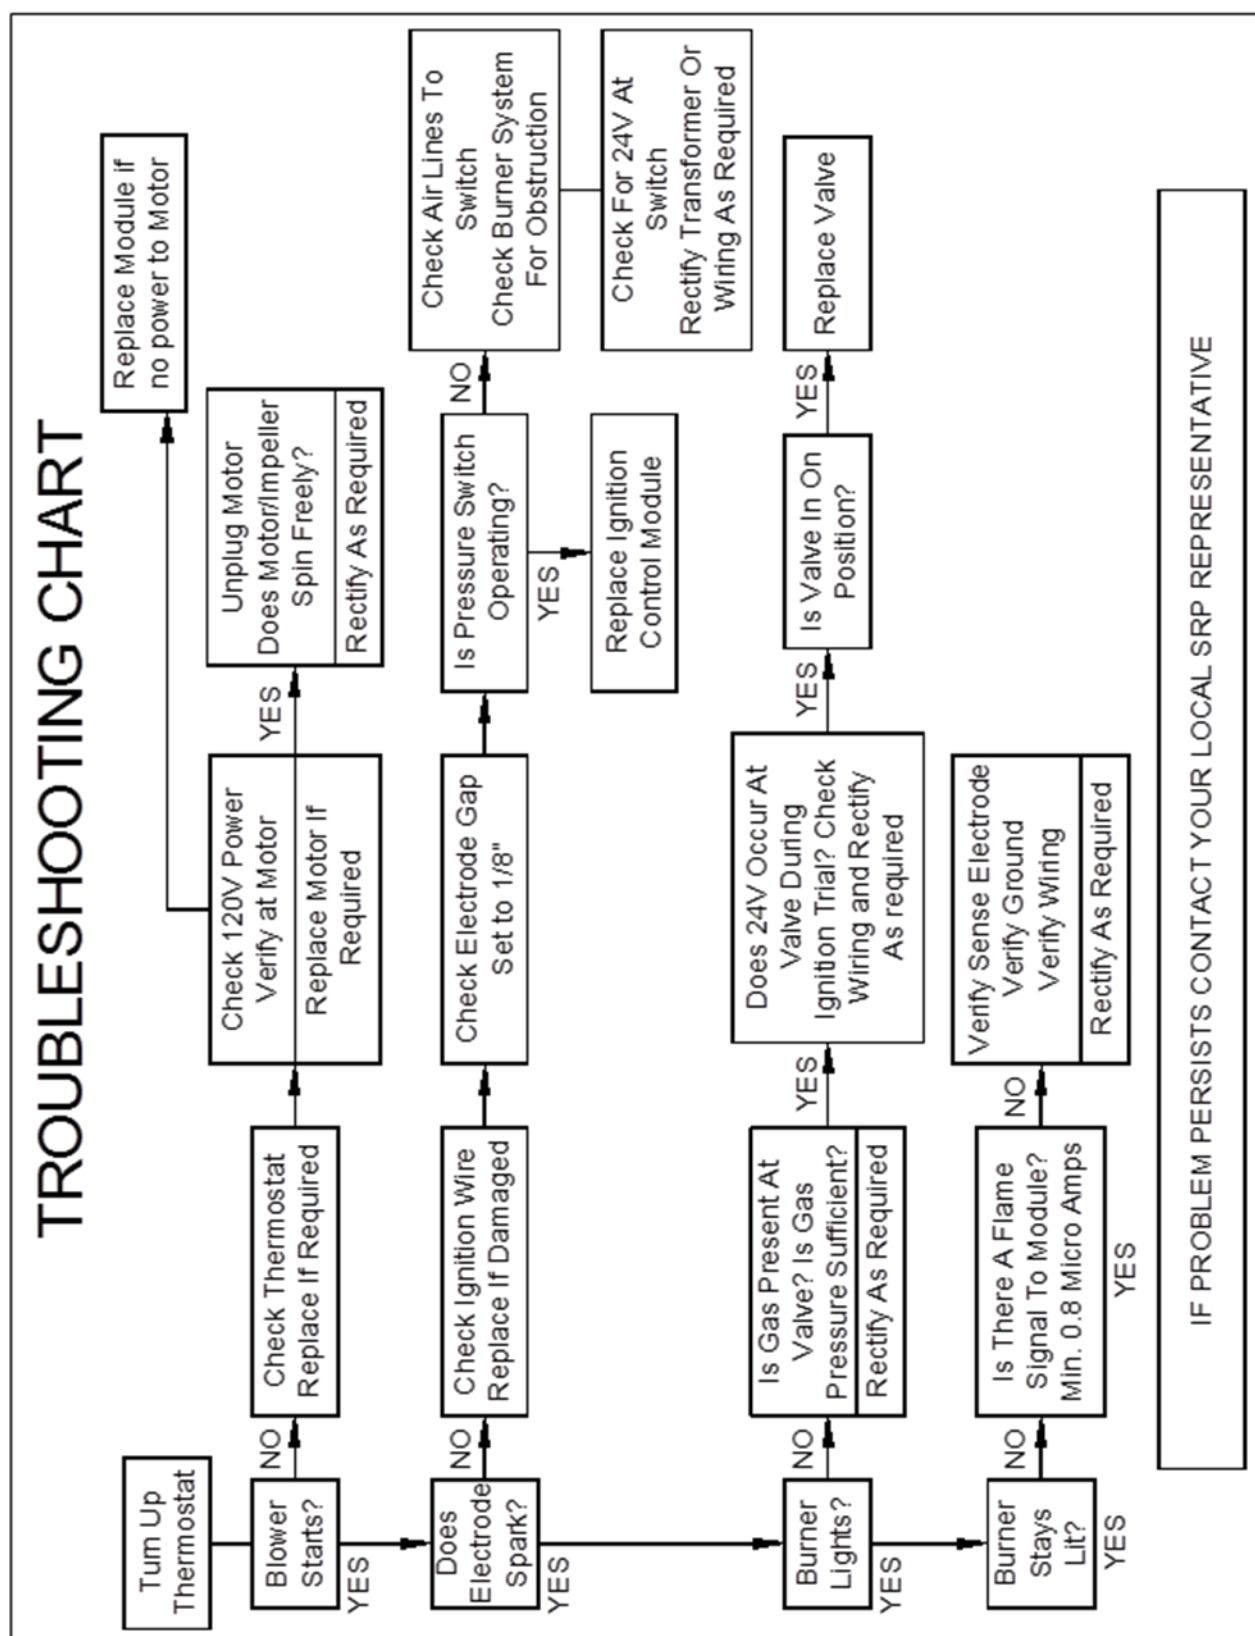 TROUBLESHOOTING CHART
Turn Up
Thermostat
Blower
Starts?
NO
YES
Check Thermostat
Replace If Required
Check 120V Power
Verify at Motor
Replace Motor If
Required
YES
Unplug Motor
Does Motor/Impeller
Spin Freely?
Rectify As Required
Replace Module if
no power to Motor
Does
Electrode
Spark?
NO
YES
Check Ignition Wire
Replace If Damaged
Check Electrode Gap
Set to 1/8"
Is Pressure Switch
Operating?
NO
YES
Check Air Lines To
Switch
Check Burner System
For Obstruction
Check For 24V At
Switch
Rectify Transformer Or
Wiring As Required
Replace Ignition
Control Module
Burner
Lights?
NO
YES
Is Gas Present At
Valve? Is Gas
Pressure Sufficient?
Rectify As Required
YES
Does 24V Occur At
Valve During
Ignition Trial? Check
Wiring and Rectify
As required
YES
Is Valve In On
Position?
YES
Replace Valve
Burner
Stays
Lit?
NO
YES
Is There A Flame
Signal To Module?
Min. 0.8 Micro Amps
NO
YES
Verify Sense Electrode
Verify Ground
Verify Wiring
Rectify As Required
IF PROBLEM PERSISTS CONTACT YOUR LOCAL SRP REPRESENTATIVE